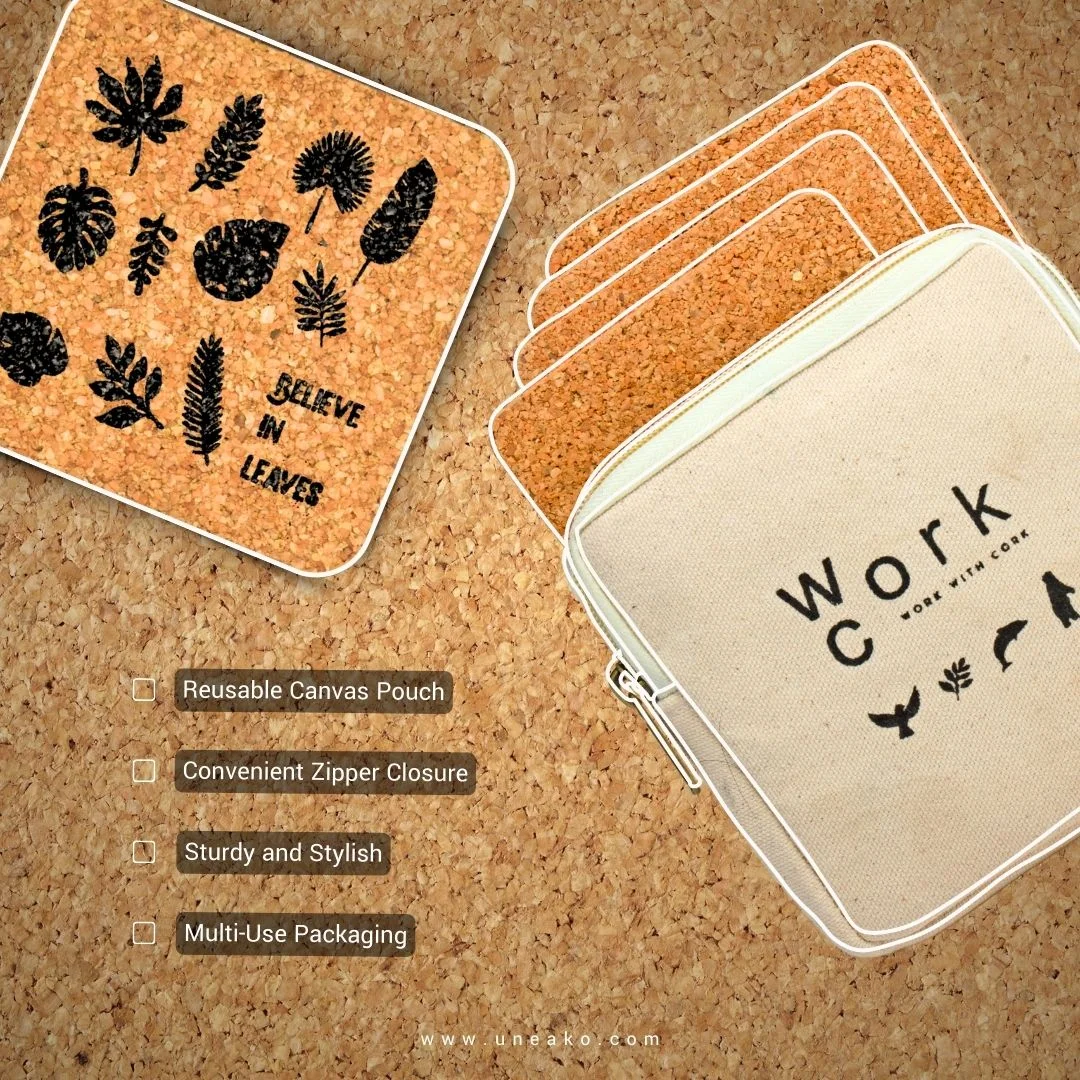 BELIEVE
IN
LEAVES
Work
C
WORK WITH CORK
Reusable Canvas Pouch
Convenient Zipper Closure
Sturdy and Stylish
Multi-Use Packaging
www.uneako.com